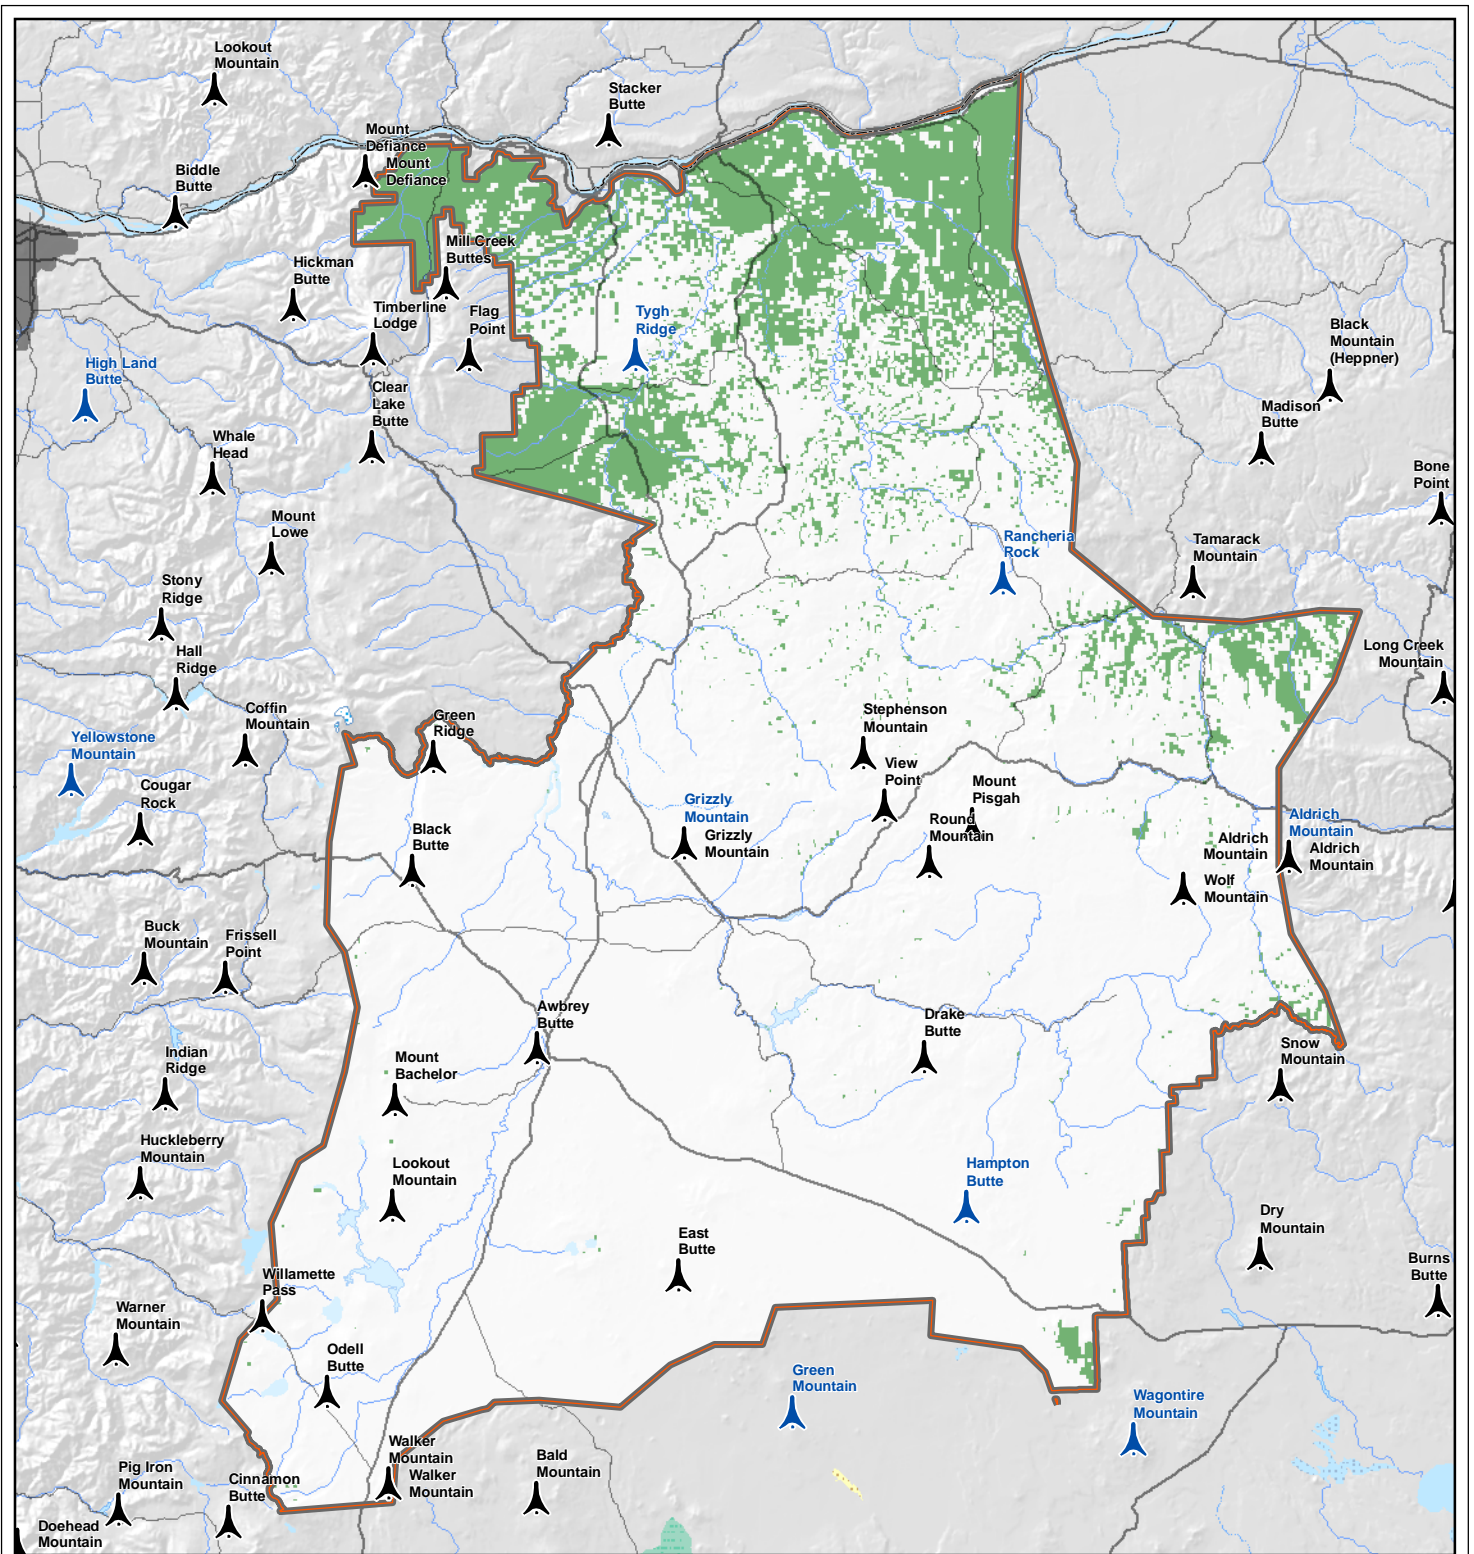 Lookout
Mountain
Stacker
Butte
Mount
Defiance
Mount
Defiance
Biddle
Butte
Mill Creek
Buttes
Hickman
Butte
Timberline
Lodge
Flag
Point
Tygh
Ridge
Black
Mountain
(Heppner)
High Land
Butte
Clear
Lake
Butte
Madison
Butte
Whale
Head
Bone
Point
Mount
Lowe
Rancheria
Rock
Tamarack
Mountain
Stony
Ridge
Hall
Ridge
Long Creek
Mountain
Coffin
Mountain
Green
Ridge
Stephenson
Mountain
Yellowstone
Mountain
View
Point
Cougar
Rock
Mount
Pisgah
Grizzly
Mountain
Grizzly
Mountain
Round
Mountain
Aldrich
Mountain
Aldrich
Mountain
Aldrich
Mountain
Black
Butte
Wolf
Mountain
Buck
Mountain
Frissell
Point
Awbrey
Butte
Drake
Butte
Indian
Ridge
Mount
Bachelor
Snow
Mountain
Huckleberry
Mountain
Lookout
Mountain
Hampton
Butte
Dry
Mountain
East
Butte
Burns
Butte
Willamette
Pass
Warner
Mountain
Odell
Butte
Green
Mountain
Wagontire
Mountain
Walker
Mountain
Walker
Mountain
Bald
Mountain
Pig Iron
Mountain
Cinnamon
Butte
Doehead
Mountain